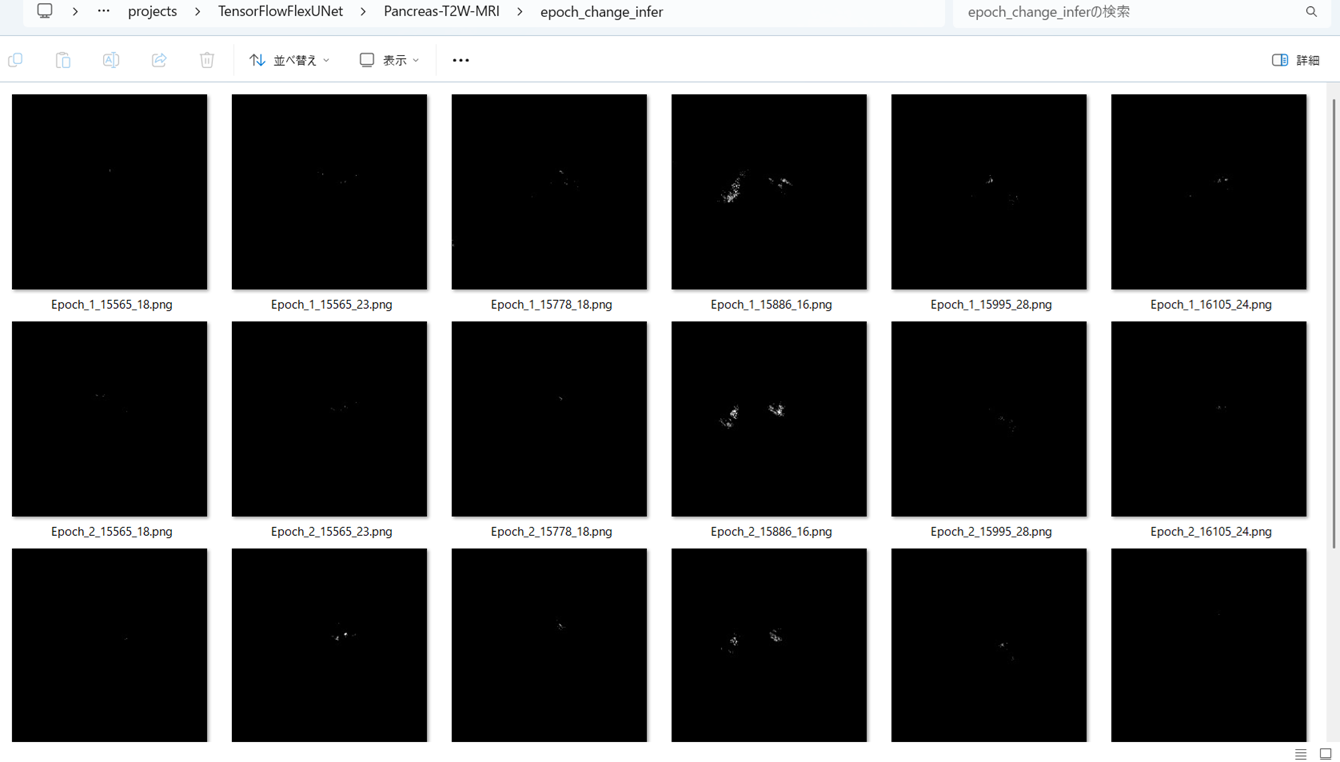 projects TensorFlowFlexUNet Pancreas-T2W-MRI epoch_change_infer epoch_change_inferの検索
並べ替え 表示 詳細
Epoch_1_15565_18.png Epoch_1_15565_23.png Epoch_1_15778_18.png Epoch_1_15886_16.png Epoch_1_15995_28.png Epoch_1_16105_24.png
Epoch_2_15565_18.png Epoch_2_15565_23.png Epoch_2_15778_18.png Epoch_2_15886_16.png Epoch_2_15995_28.png Epoch_2_16105_24.png